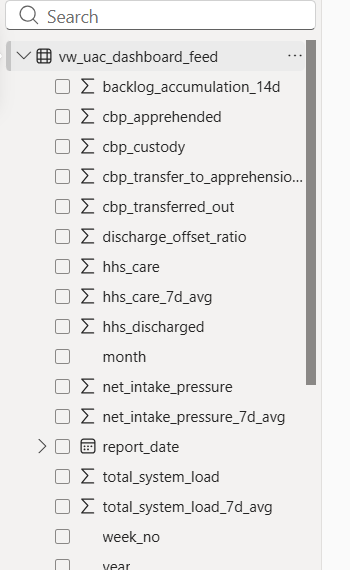 Search
vw_uac_dashboard_feed ...
backlog_accumulation_14d
cbp_apprehended
cbp_custody
cbp_transfer_to_apprehensio...
cbp_transferred_out
discharge_offset_ratio
hhs_care
hhs_care_7d_avg
hhs_discharged
month
net_intake_pressure
net_intake_pressure_7d_avg
report_date
total_system_load
total_system_load_7d_avg
week_no
year